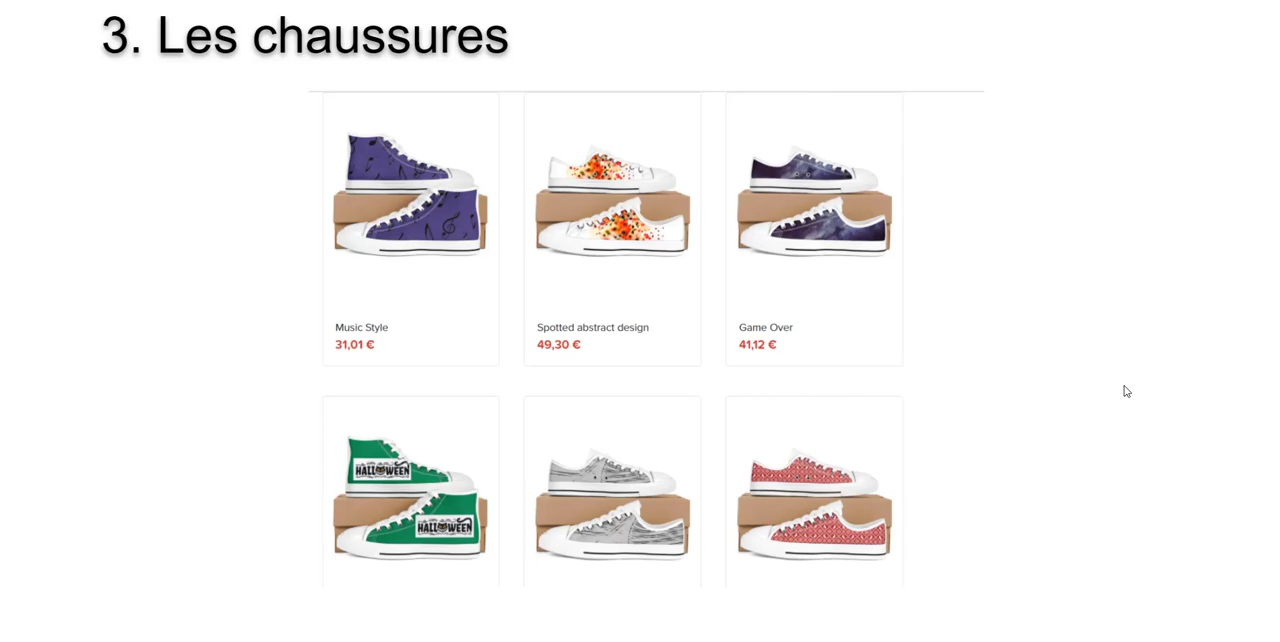 3. Les chaussures
Music Style
31,01 €
Spotted abstract design
49,30 €
Game Over
41,12 €
HALLOWEEN
HALLOWEEN